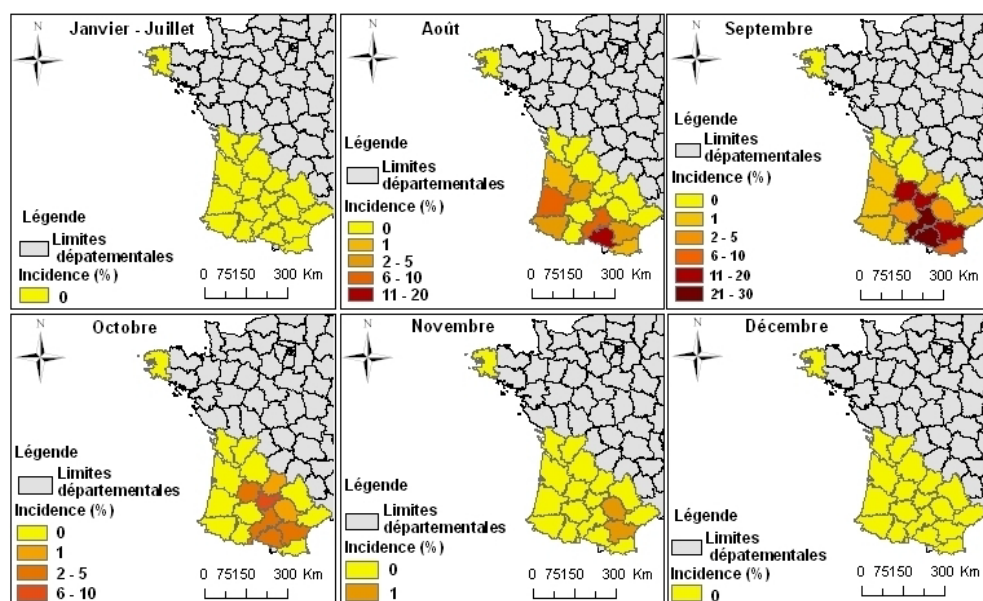 Janvier - Juillet
N
Légende
Limites
dépatementales
Incidence (%)
0
0 75150 300 Km
Août
N
Légende
Limites
départementales
Incidence (%)
0
1
2 - 5
6 - 10
11 - 20
0 75150 300 Km
Septembre
N
Légende
Limites
départementales
Incidence (%)
0
1
2 - 5
6 - 10
11 - 20
21 - 30
0 75150 300 Km
Octobre
N
Légende
Limites
départementales
Incidence (%)
0
1
2 - 5
6 - 10
0 75150 300 Km
Novembre
N
Légende
Limites
départementales
Incidence (%)
0
1
0 75150 300 Km
Décembre
N
Légende
Limites
dépatementales
Incidence (%)
0
0 75150 300 Km